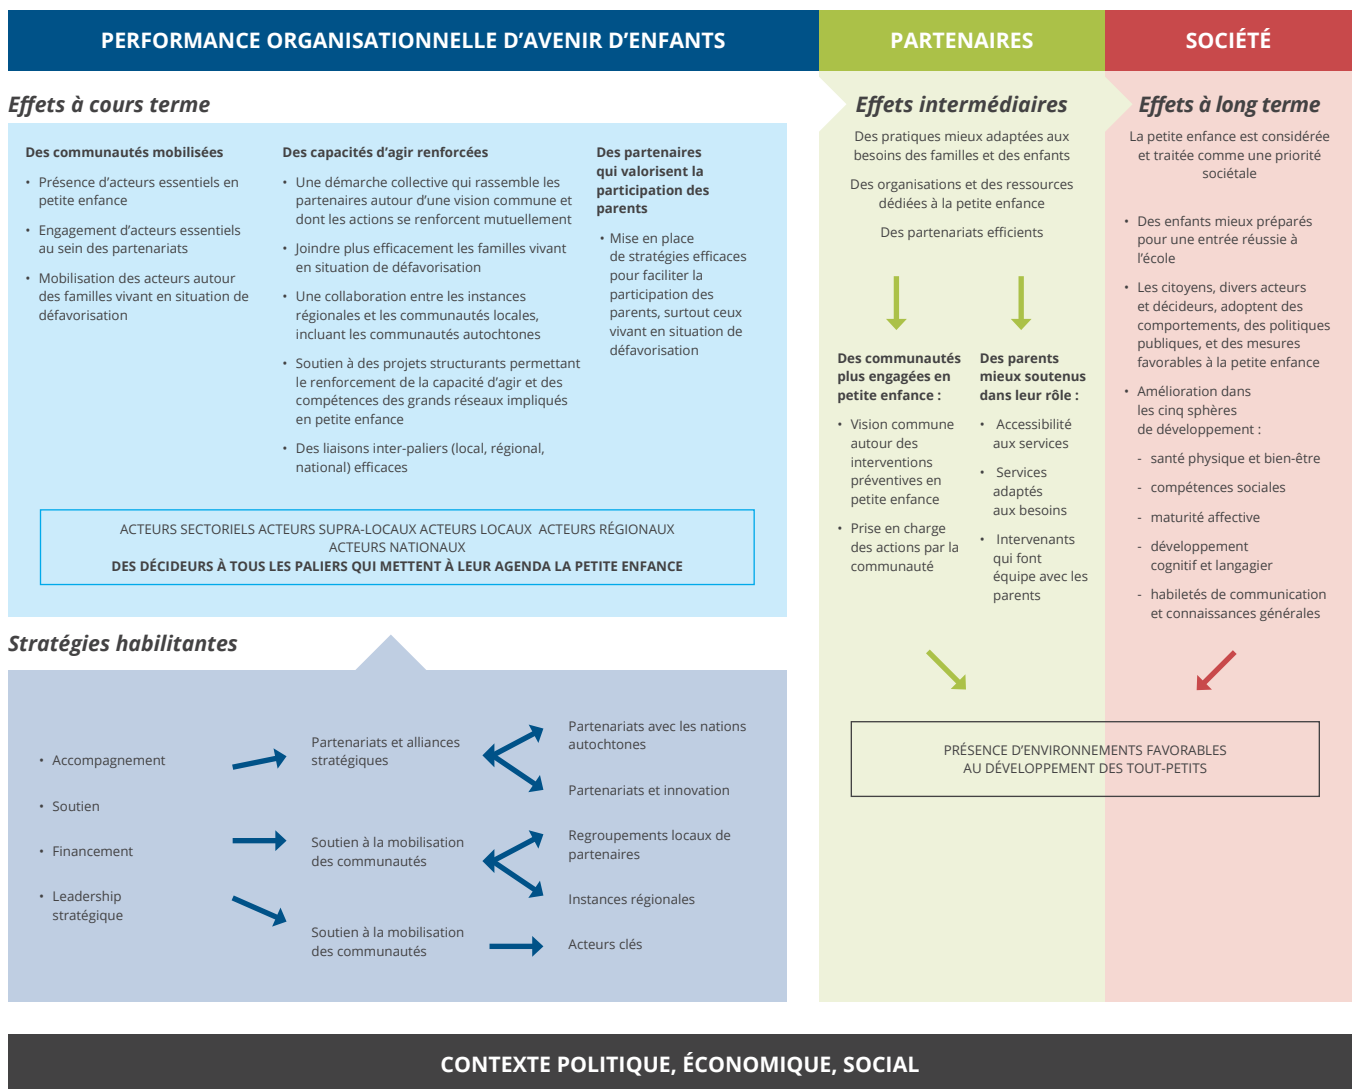 PERFORMANCE ORGANISATIONNELLE D’AVENIR D’ENFANTS
PARTENAIRES
SOCIÉTÉ
Effets à cours terme
Des communautés mobilisées
• Présence d’acteurs essentiels en
petite enfance
• Engagement d’acteurs essentiels
au sein des partenariats
• Mobilisation des acteurs autour
des familles vivant en situation de
défavorisation
Des capacités d’agir renforcées
• Une démarche collective qui rassemble les
partenaires autour d’une vision commune et
dont les actions se renforcent mutuellement
• Joindre plus efficacement les familles vivant
en situation de défavorisation
• Une collaboration entre les instances
régionales et les communautés locales,
incluant les communautés autochtones
• Soutien à des projets structurants permettant
le renforcement de la capacité d’agir et des
compétences des grands réseaux impliqués
en petite enfance
• Des liaisons inter-paliers (local, régional,
national) efficaces
Des partenaires
qui valorisent la
participation des
parents
• Mise en place
de stratégies efficaces
pour faciliter la
participation des
parents, surtout ceux
vivant en situation de
défavorisation
ACTEURS SECTORIELS ACTEURS SUPRA-LOCAUX ACTEURS LOCAUX ACTEURS RÉGIONAUX
ACTEURS NATIONAUX
DES DÉCIDEURS À TOUS LES PALIERS QUI METTENT À LEUR AGENDA LA PETITE ENFANCE
Stratégies habilitantes
• Accompagnement
• Soutien
• Financement
• Leadership
stratégique
Partenariats et alliances
stratégiques
Soutien à la mobilisation
des communautés
Soutien à la mobilisation
des communautés
Partenariats avec les nations
autochtones
Partenariats et innovation
Regroupements locaux de
partenaires
Instances régionales
Acteurs clés
Effets intermédiaires
Des pratiques mieux adaptées aux
besoins des familles et des enfants
Des organisations et des ressources
dédiées à la petite enfance
Des partenariats efficients
Des communautés
plus engagées en
petite enfance :
• Vision commune
autour des
interventions
préventives en
petite enfance
• Prise en charge
des actions par la
communauté
Des parents
mieux soutenus
dans leur rôle :
• Accessibilité
aux services
• Services
adaptés
aux besoins
• Intervenants
qui font
équipe avec les
parents
Effets à long terme
La petite enfance est considérée
et traitée comme une priorité
sociétale
• Des enfants mieux préparés
pour une entrée réussie à
l’école
• Les citoyens, divers acteurs
et décideurs, adoptent des
comportements, des politiques
publiques, et des mesures
favorables à la petite enfance
• Amélioration dans
les cinq sphères
de développement :
- santé physique et bien-être
- compétences sociales
- maturité affective
- développement
cognitif et langagier
- habiletés de communication
et connaissances générales
PRÉSENCE D’ENVIRONNEMENTS FAVORABLES
AU DÉVELOPPEMENT DES TOUT-PETITS
CONTEXTE POLITIQUE, ÉCONOMIQUE, SOCIAL